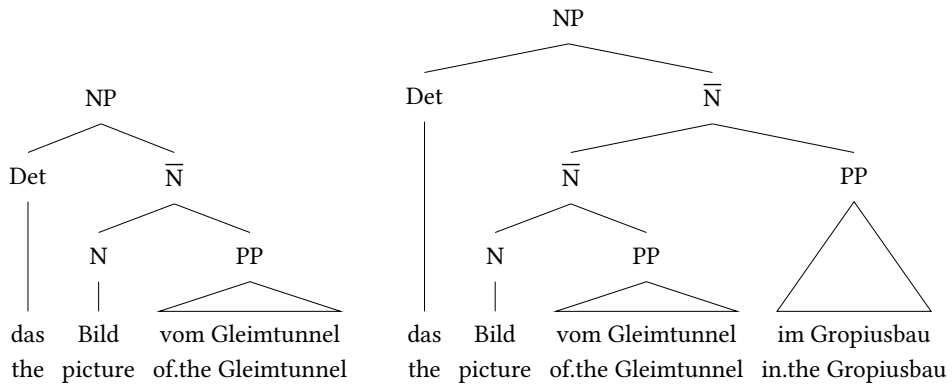 NP
Det N̅
N PP
das Bild vom Gleimtunnel
the picture of.the Gleimtunnel
NP
Det N̅
N̅ PP
N PP
das Bild vom Gleimtunnel im Gropiusbau
the picture of.the Gleimtunnel in.the Gropiusbau